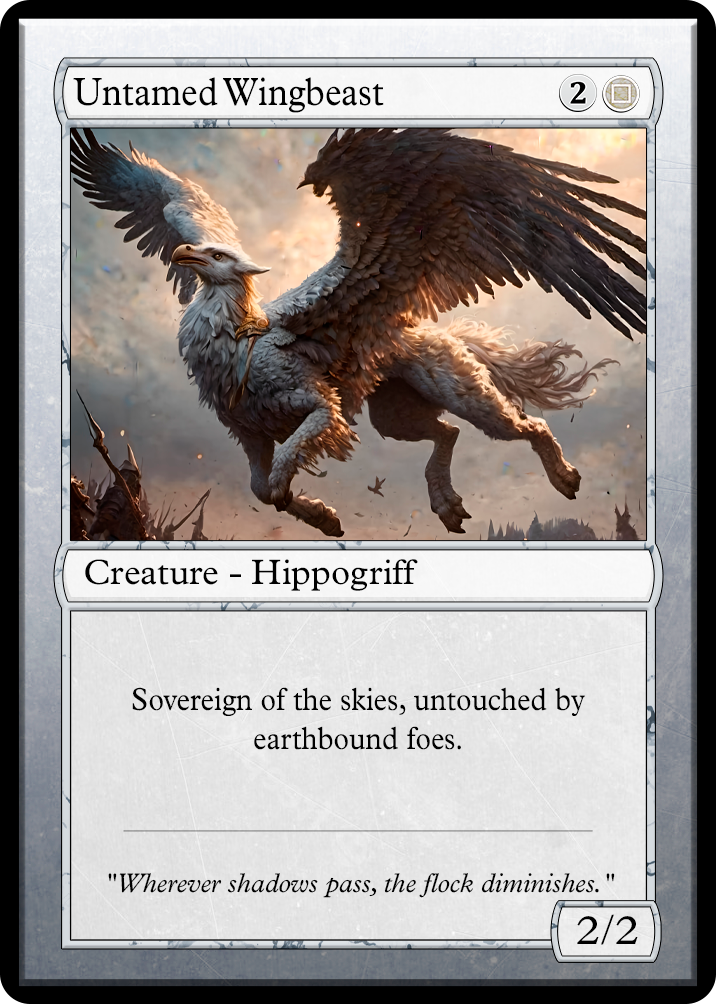 Untamed Wingbeast 2
Creature - Hippogriff
Sovereign of the skies, untouched by
earthbound foes.
"Wherever shadows pass, the flock diminishes."
2/2